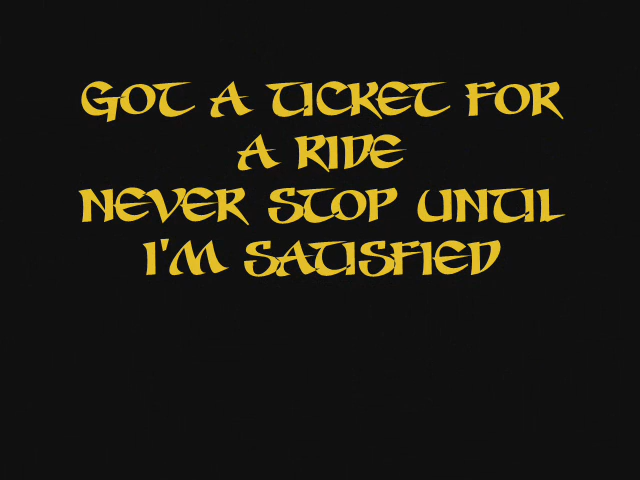 GOT A TICKET FOR
A RIDE
NEVER STOP UNTIL
I'M SATISFIED